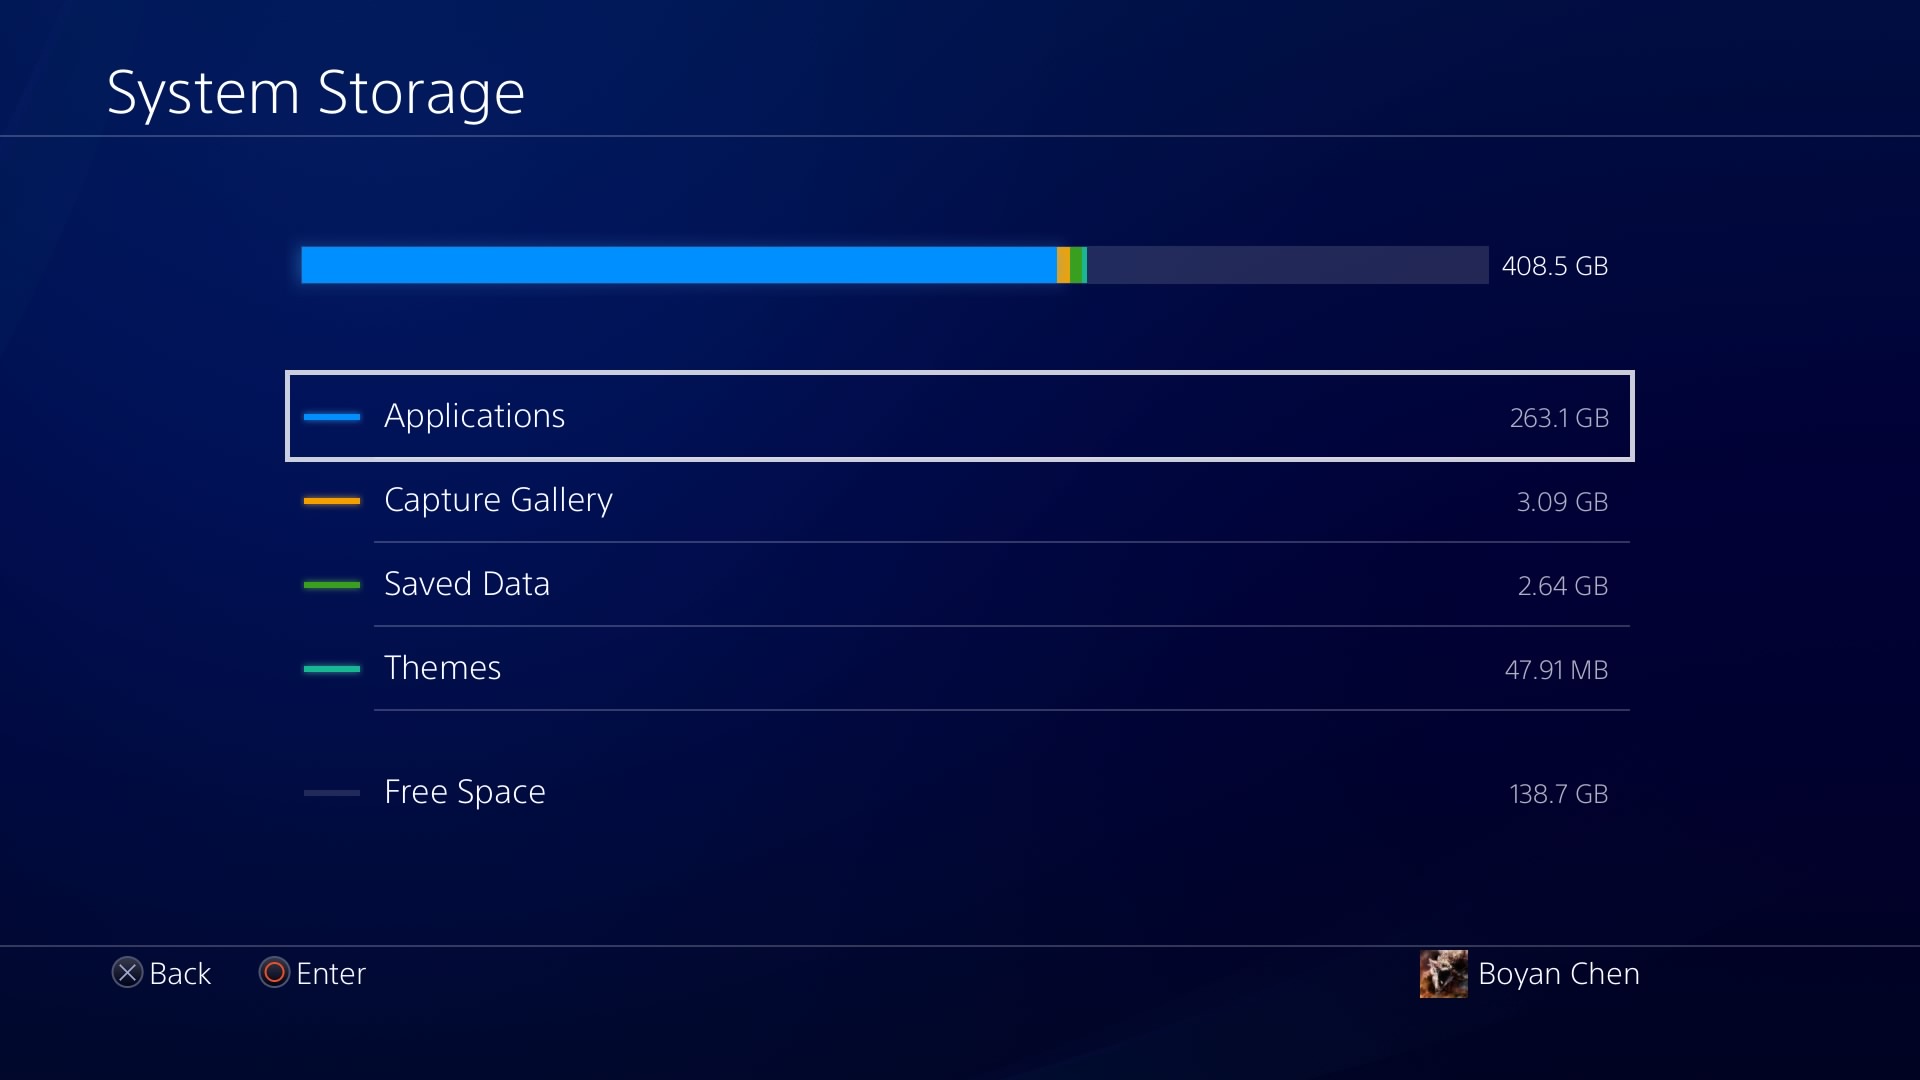 System Storage
408.5 GB
Applications 263.1 GB
Capture Gallery 3.09 GB
Saved Data 2.64 GB
Themes 47.91 MB
Free Space 138.7 GB
Back Enter Boyan Chen